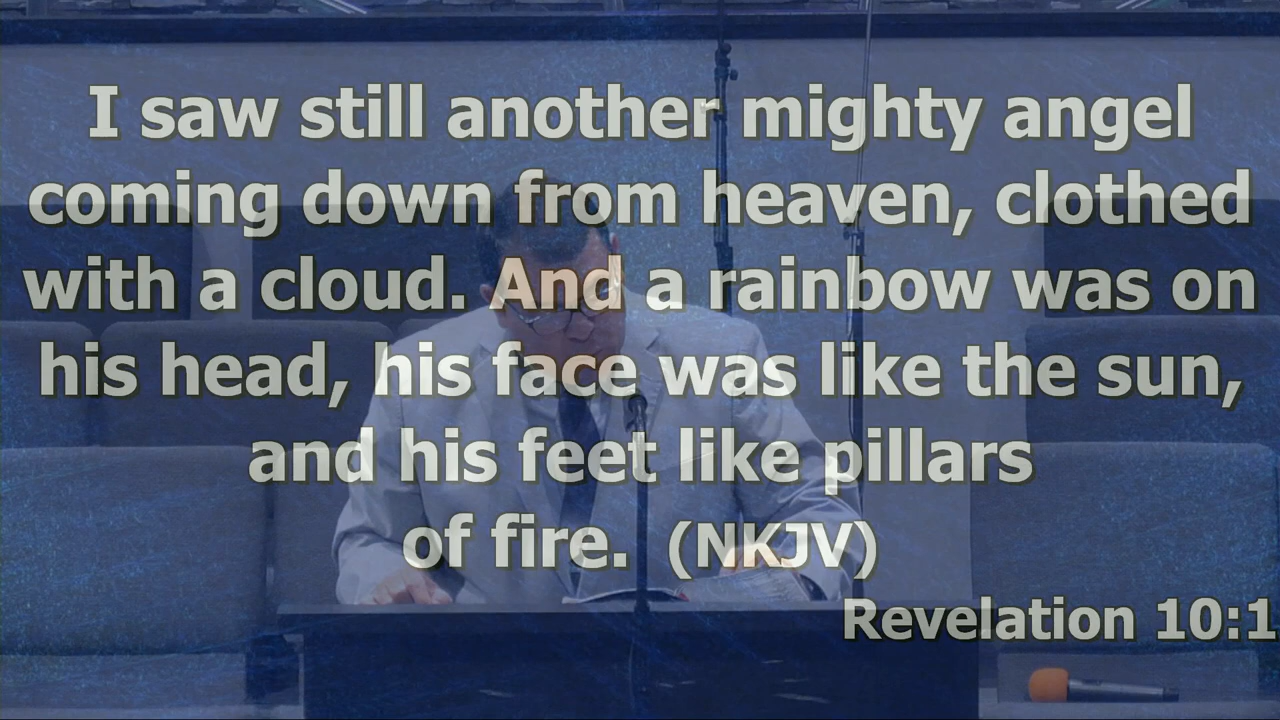 I saw still another mighty angel
coming down from heaven, clothed
with a cloud. And a rainbow was on
his head, his face was like the sun,
and his feet like pillars
of fire. (NKJV)
Revelation 10:1